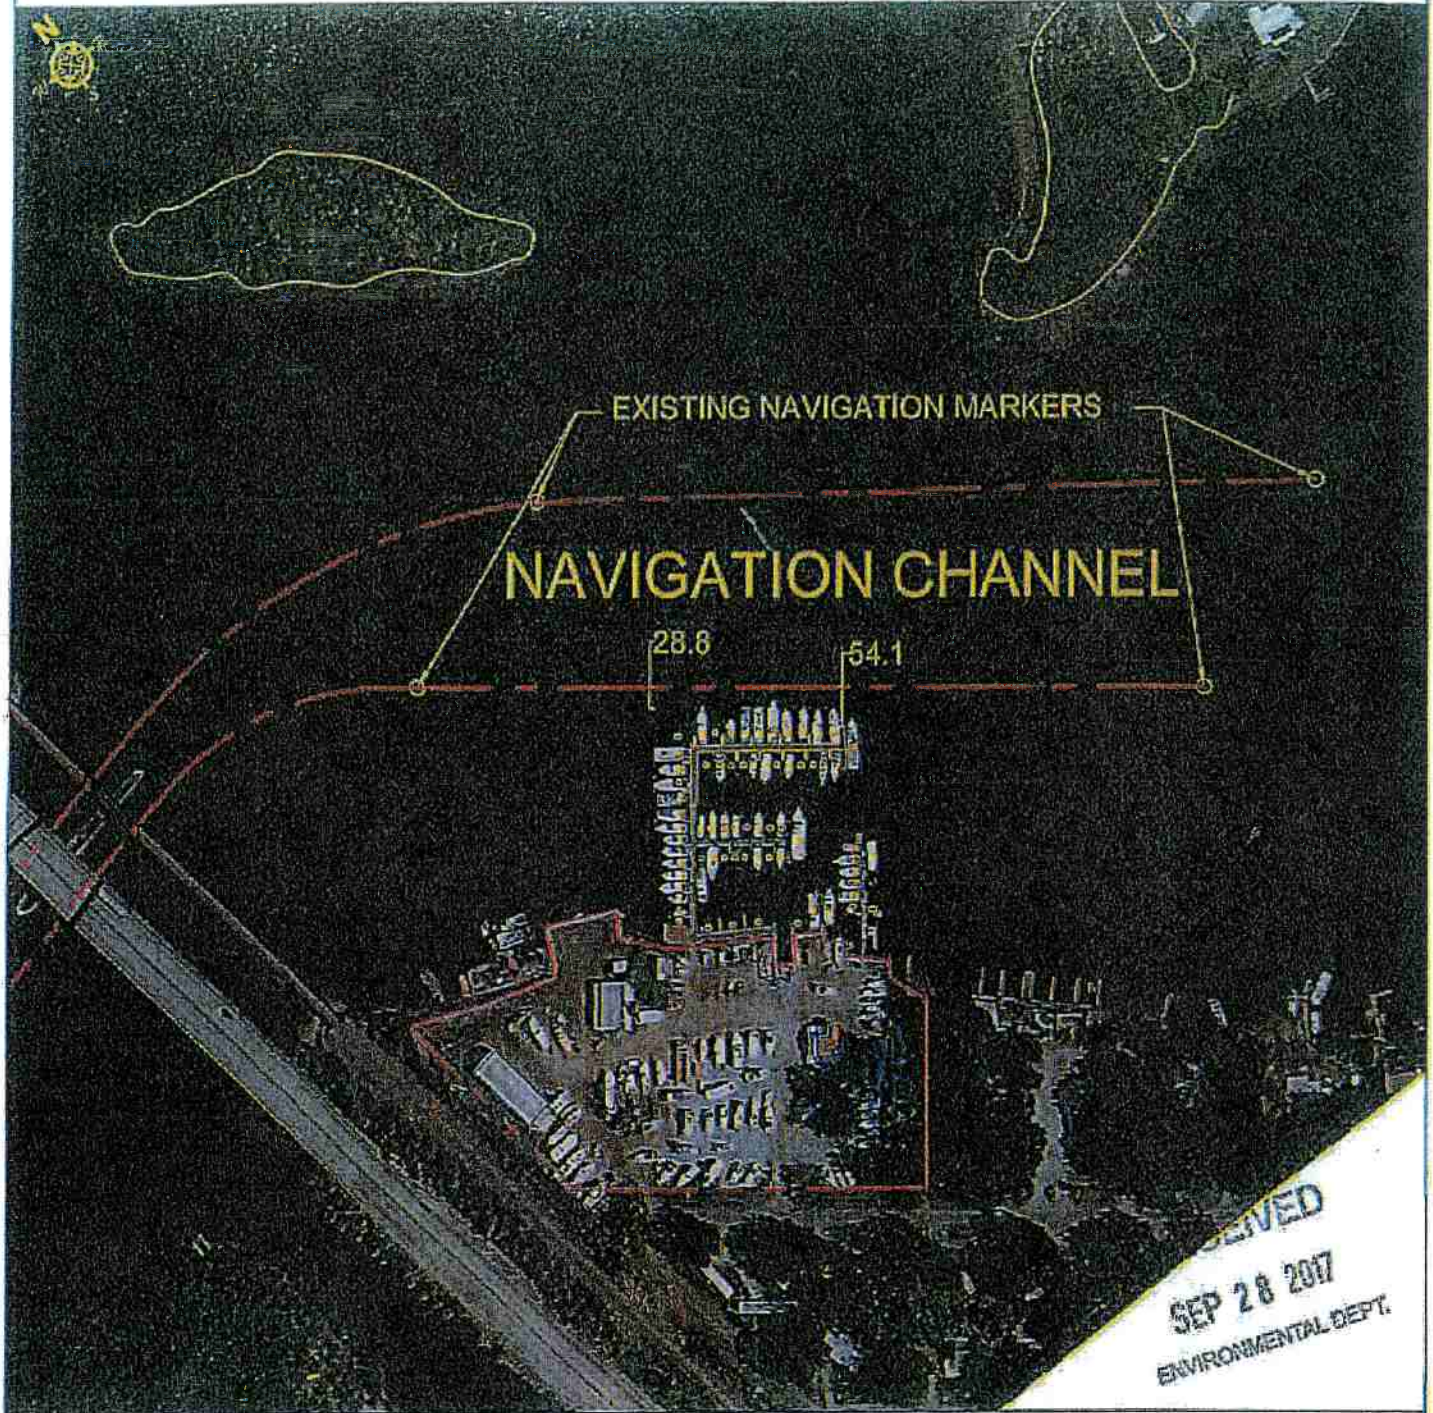 N
S
EXISTING NAVIGATION MARKERS
NAVIGATION CHANNEL
28.8
54.1
SEP 28 2017
ENVIRONMENTAL DEPT.